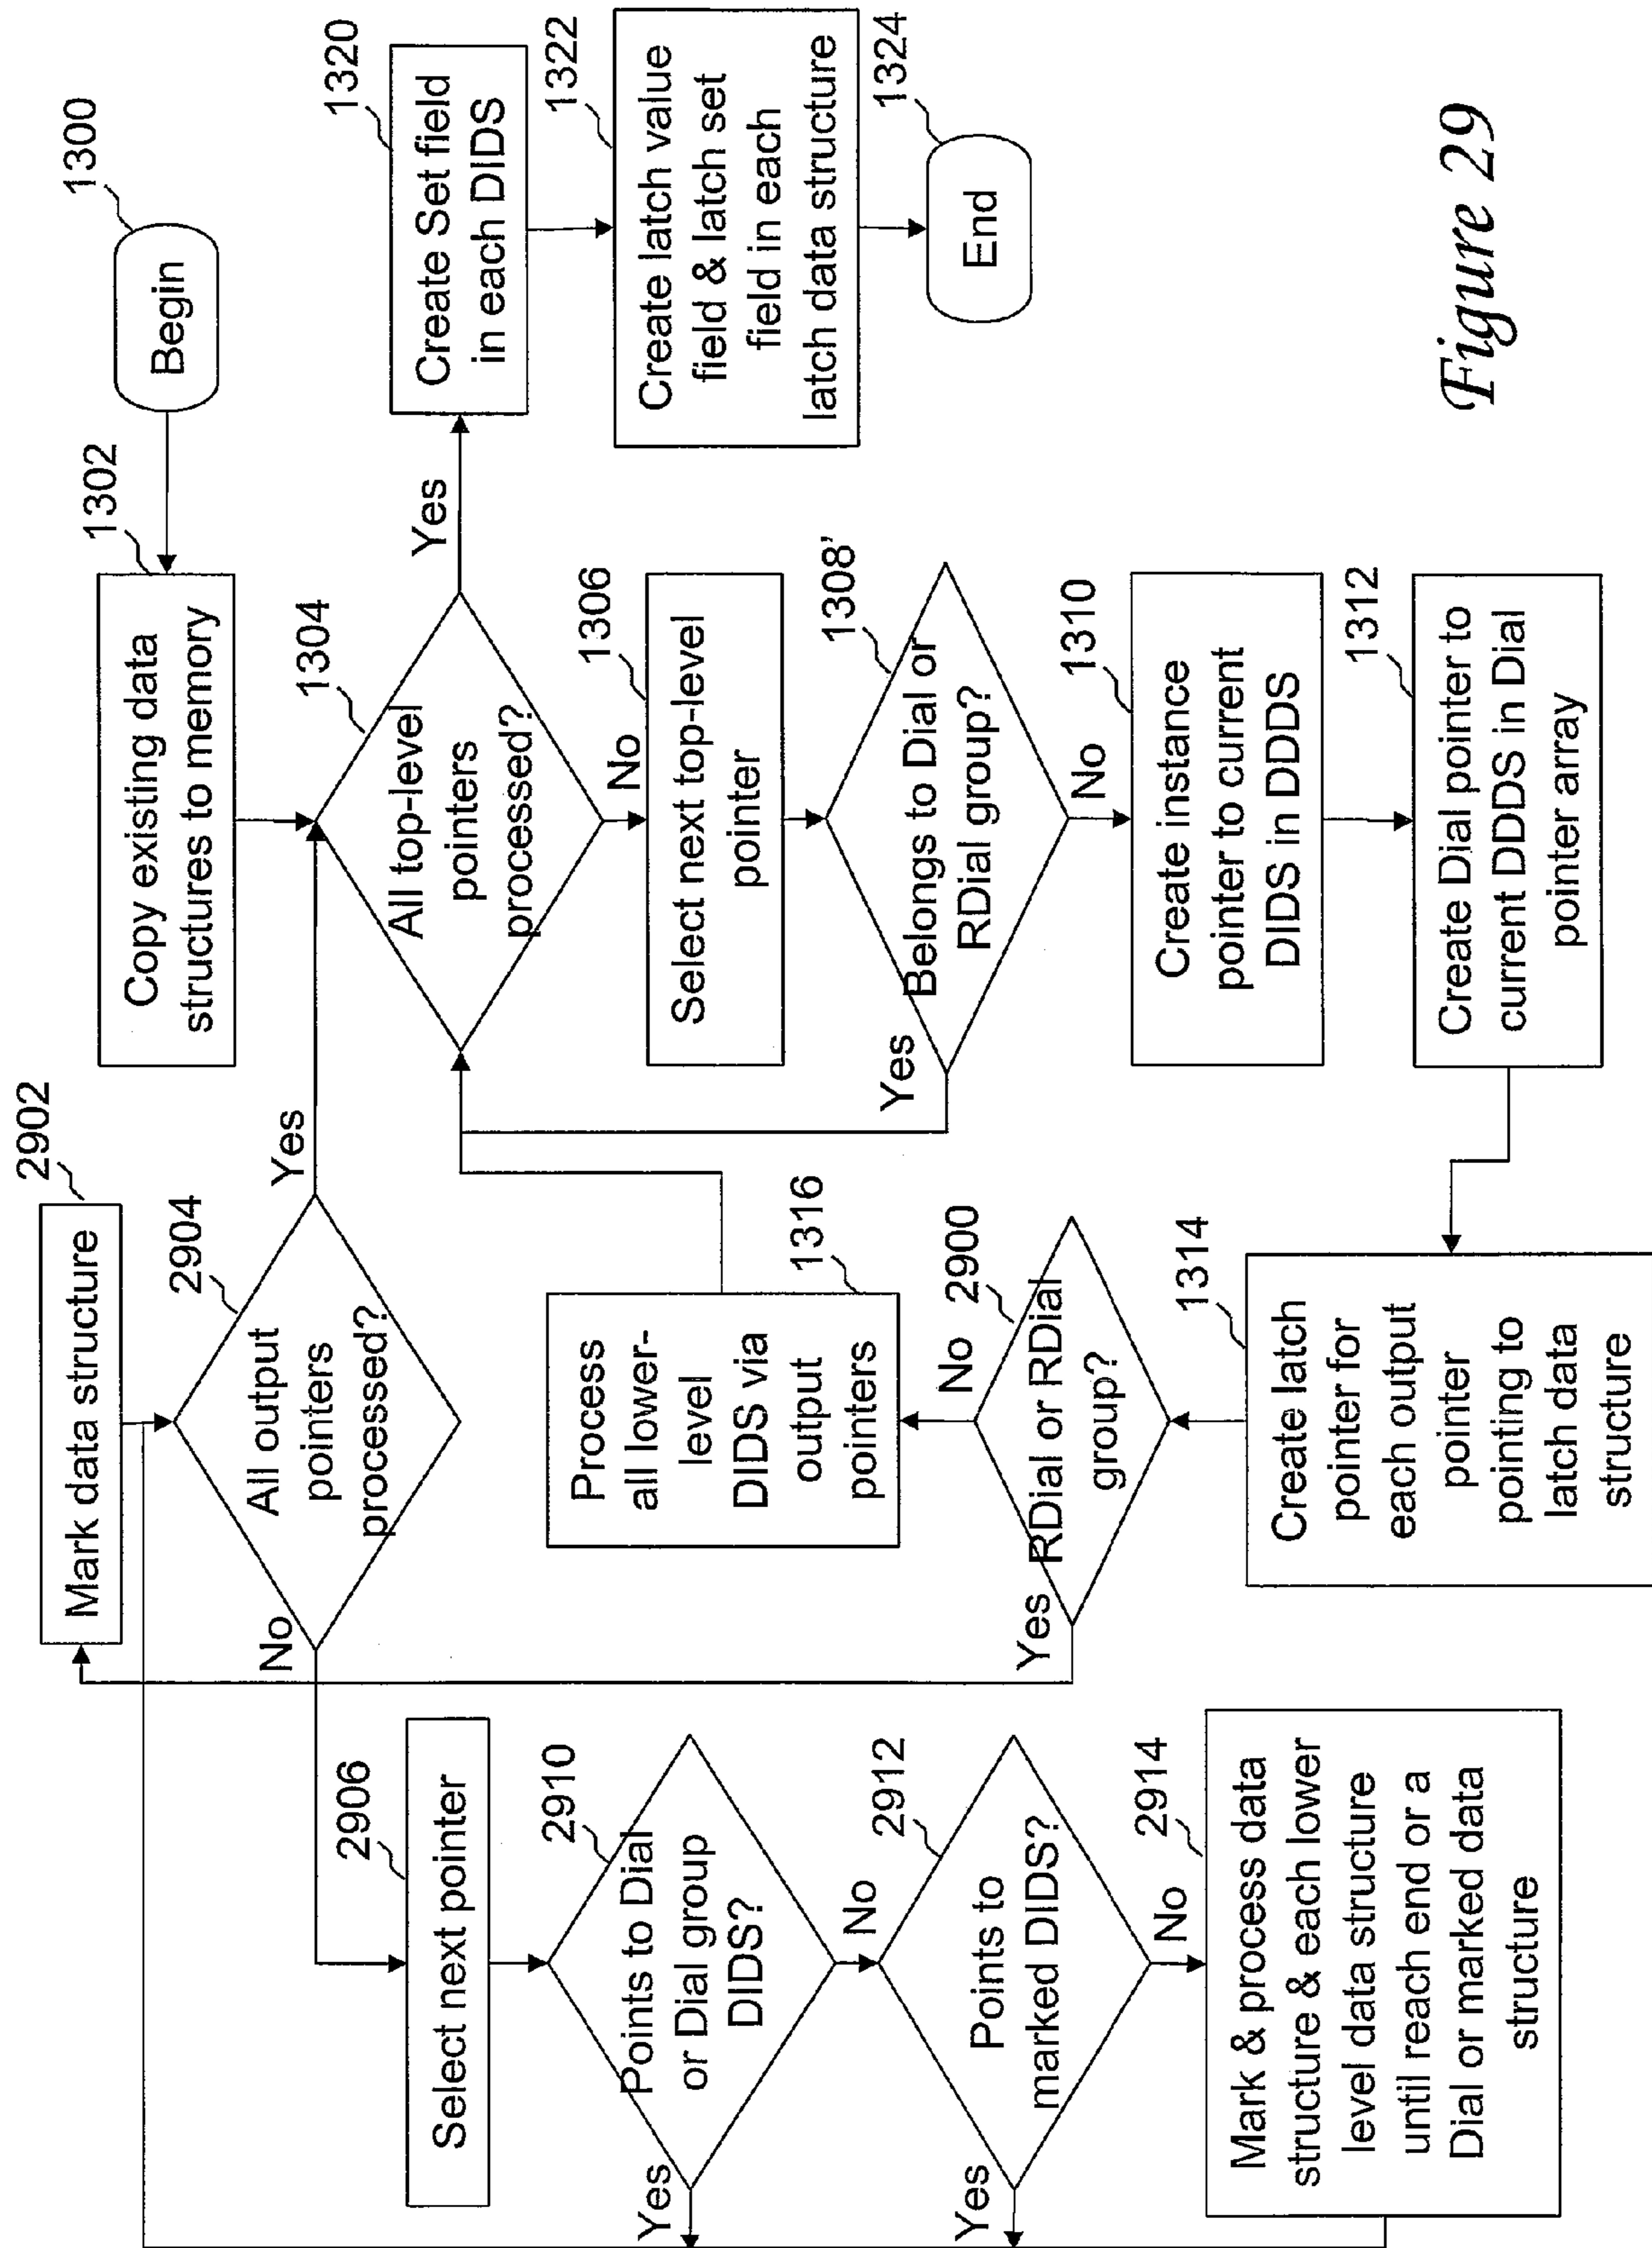 1300
Begin
1302
Copy existing data
structures to memory
1304
All top-level
pointers
processed?
Yes
No
1320
Create Set field
in each DIDS
1322
Create latch value
field & latch set
field in each
latch data structure
1324
End
1306
Select next top-level
pointer
1308'
Belongs to Dial or
RDial group?
Yes
No
1310
Create instance
pointer to current
DIDS in DDDS
1312
Create Dial pointer to
current DDDS in Dial
pointer array
1314
Create latch
pointer for
each output
pointer
pointing to
latch data
structure
2900
RDial or RDial
group?
No
Yes
1316
Process
all lower-
level
DIDS via
output
pointers
2902
Mark data structure
2904
All output
pointers
processed?
Yes
No
2906
Select next pointer
2910
Points to Dial
or Dial group
DIDS?
Yes
No
2912
Points to
marked DIDS?
Yes
No
2914
Mark & process data
structure & each lower
level data structure
until reach end or a
Dial or marked data
structure
Figure 29